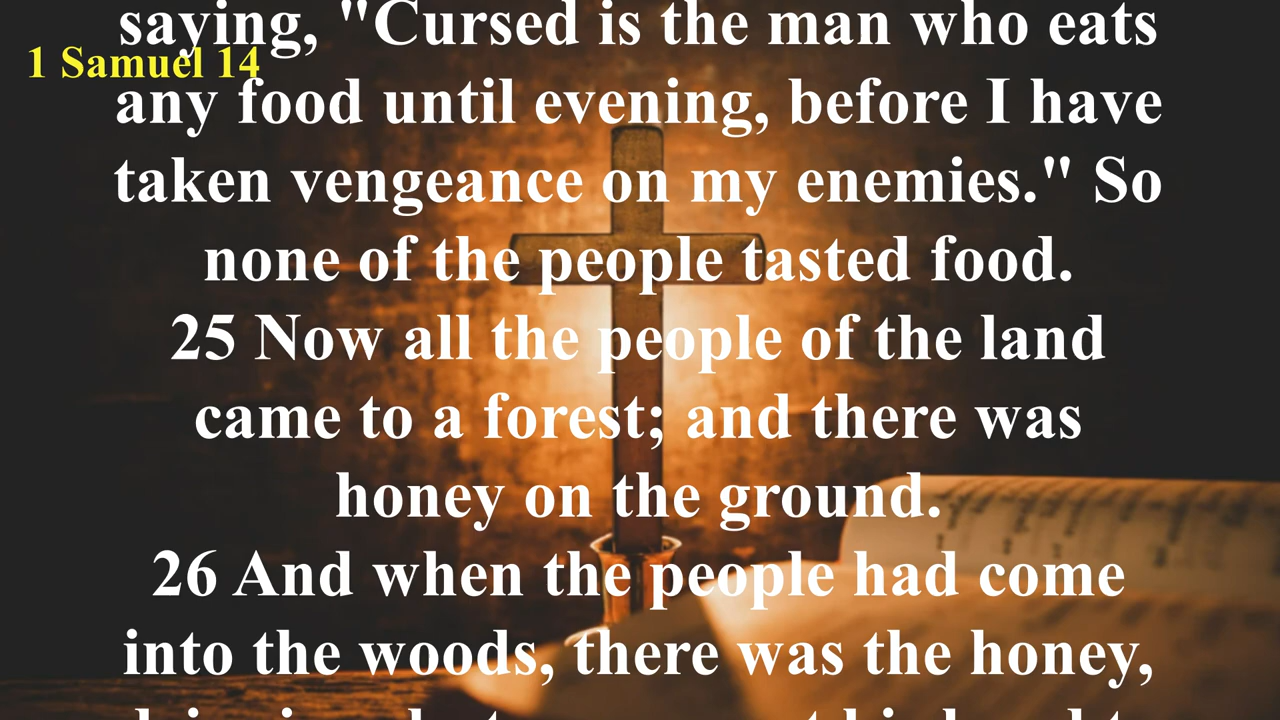 saying, "Cursed is the man who eats
1 Samuel 14
any food until evening, before I have
taken vengeance on my enemies." So
none of the people tasted food.
25 Now all the people of the land
came to a forest; and there was
honey on the ground.
26 And when the people had come
into the woods, there was the honey,